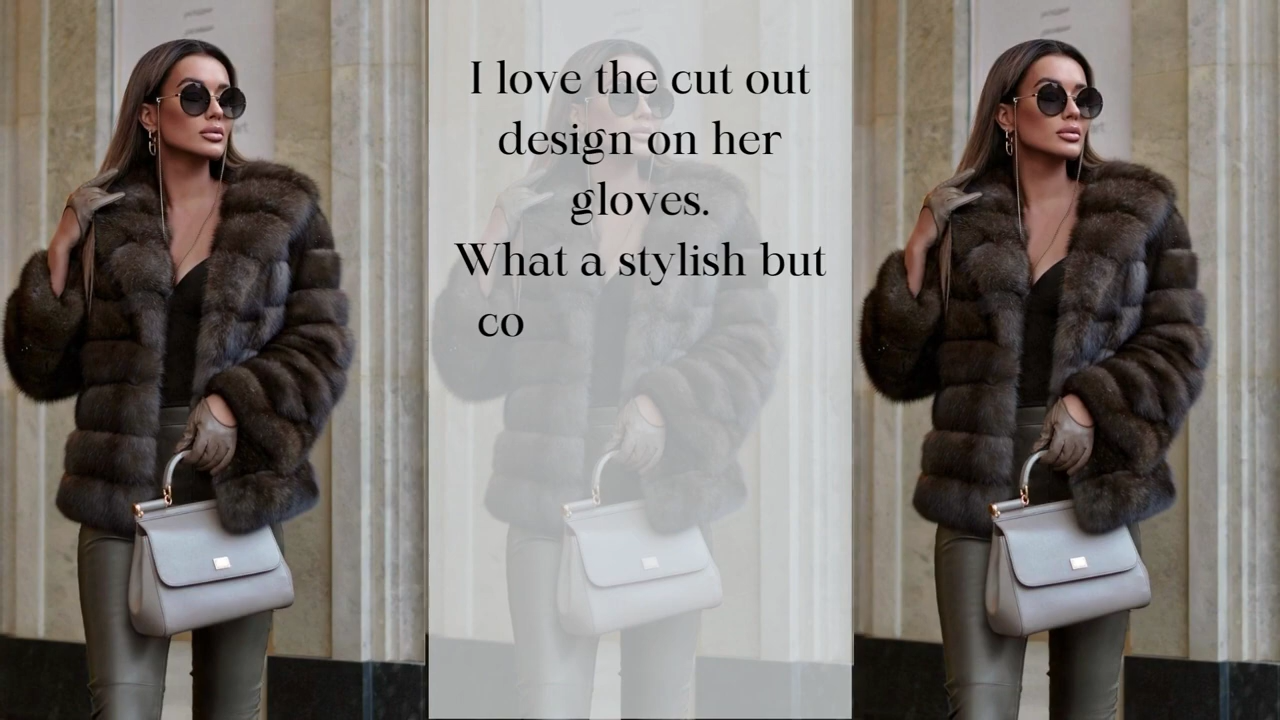 I love the cut out
design on her
gloves.
What a stylish but
co